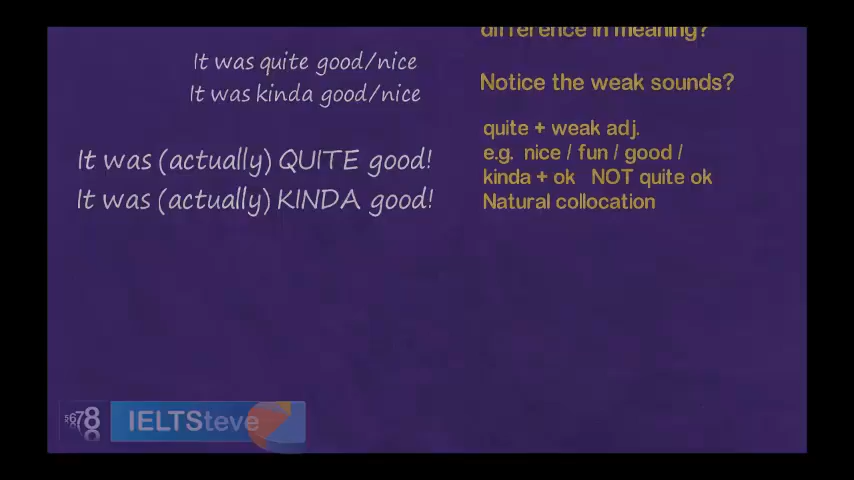 difference in meaning?
It was quite good/nice
It was kinda good/nice
Notice the weak sounds?
It was (actually) QUITE good!
It was (actually) KINDA good!
quite + weak adj.
e.g. nice / fun / good /
kinda + ok NOT quite ok
Natural collocation
5678
IELTSteve